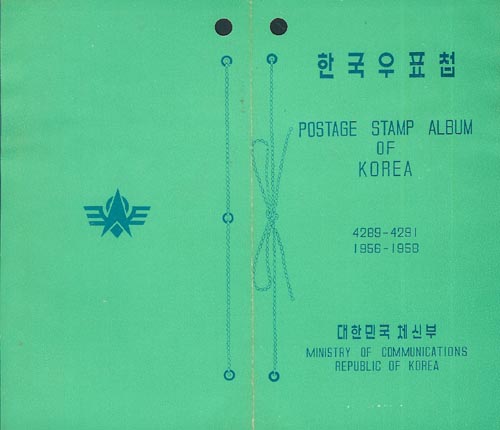 한국우표첩
POSTAGE STAMP ALBUM
OF
KOREA
4289-4291
1956-1958
대한민국 체신부
MINISTRY OF COMMUNICATIONS
REPUBLIC OF KOREA